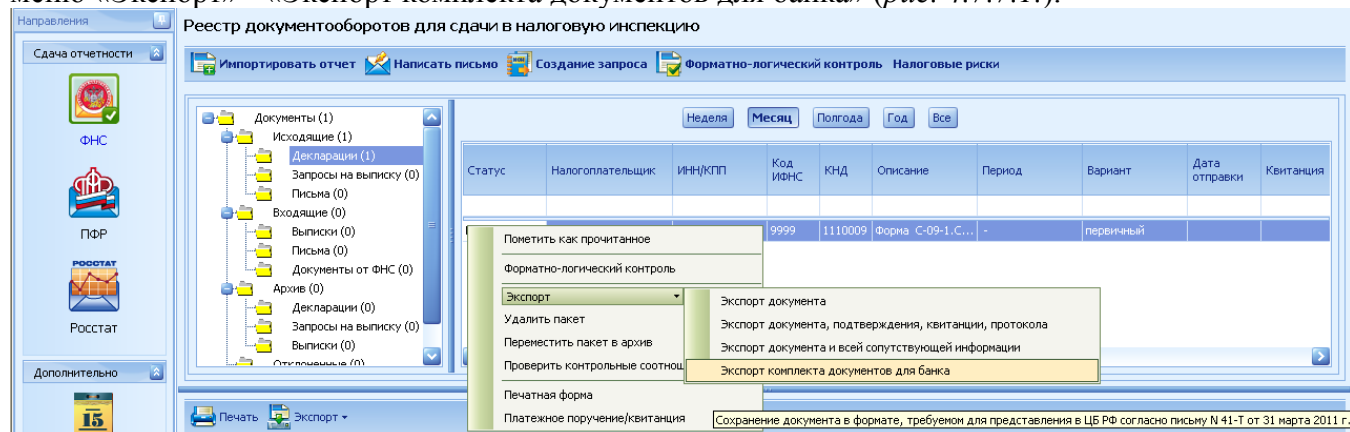 меню «Экспорт» – «Экспорт комплекта документов для банка» (рис. 4.7.7.1.).
Направления
Реестр документооборотов для сдачи в налоговую инспекцию
Сдача отчетности
Импортировать отчет Написать письмо Создание запроса Форматно-логический контроль Налоговые риски
ФНС
ПФР
РОССТАТ
Росстат
Дополнительно
15
Документы (1)
Исходящие (1)
Декларации (1)
Запросы на выписку (0)
Письма (0)
Входящие (0)
Выписки (0)
Письма (0)
Документы от ФНС (0)
Архив (0)
Декларации (0)
Запросы на выписку (0)
Выписки (0)
Отклоненные (0)
Неделя Месяц Полгода Год Все
Статус Налогоплательщик ИНН/КПП Код ИФНС КНД Описание Период Вариант Дата отправки Квитанция
9999 1110009 Форма С-09-1.С... - первичный
Пометить как прочитанное
Форматно-логический контроль
Экспорт
Удалить пакет
Переместить пакет в архив
Проверить контрольные соотнош
Печатная форма
Платежное поручение/квитанция
Экспорт документа
Экспорт документа, подтверждения, квитанции, протокола
Экспорт документа и всей сопутствующей информации
Экспорт комплекта документов для банка
Печать Экспорт
Сохранение документа в формате, требуемом для представления в ЦБ РФ согласно письму N 41-Т от 31 марта 2011 г.